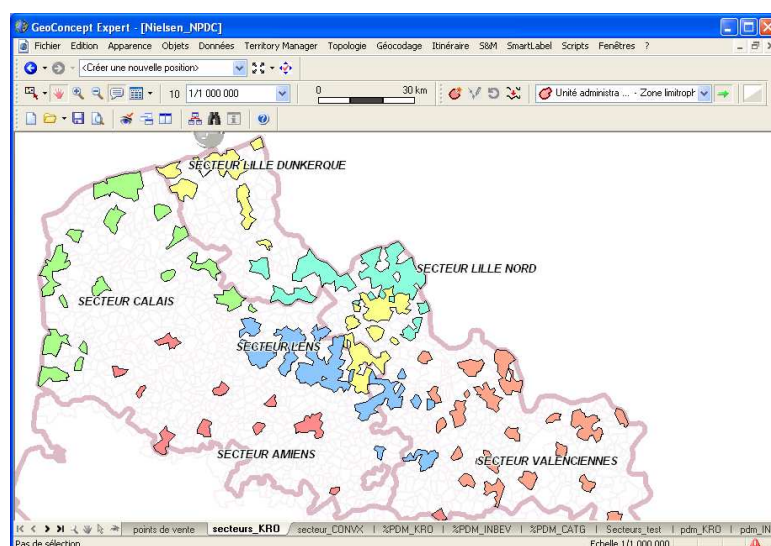 GeoConcept Expert - [Nielsen_NPDC]
Fichier Edition Apparence Objets Données Territory Manager Topologie Géocodage Itinéraire S&M SmartLabel Scripts Fenêtres ?
<Créer une nouvelle position>
10 1/1 000 000 0 30 km Unité administra ... - Zone limitroph
SECTEUR LILLE DUNKERQUE
SECTEUR LILLE NORD
SECTEUR CALAIS
SECTEUR LENS
SECTEUR AMIENS
SECTEUR VALENCIENNES
points de vente secteurs_KRO secteur_CONVX %PDM_KRO %PDM_INBEV %PDM_CATG Secteurs_test pdm_KRO pdm_IN
Pas de sélection Echelle 1/1 000 000